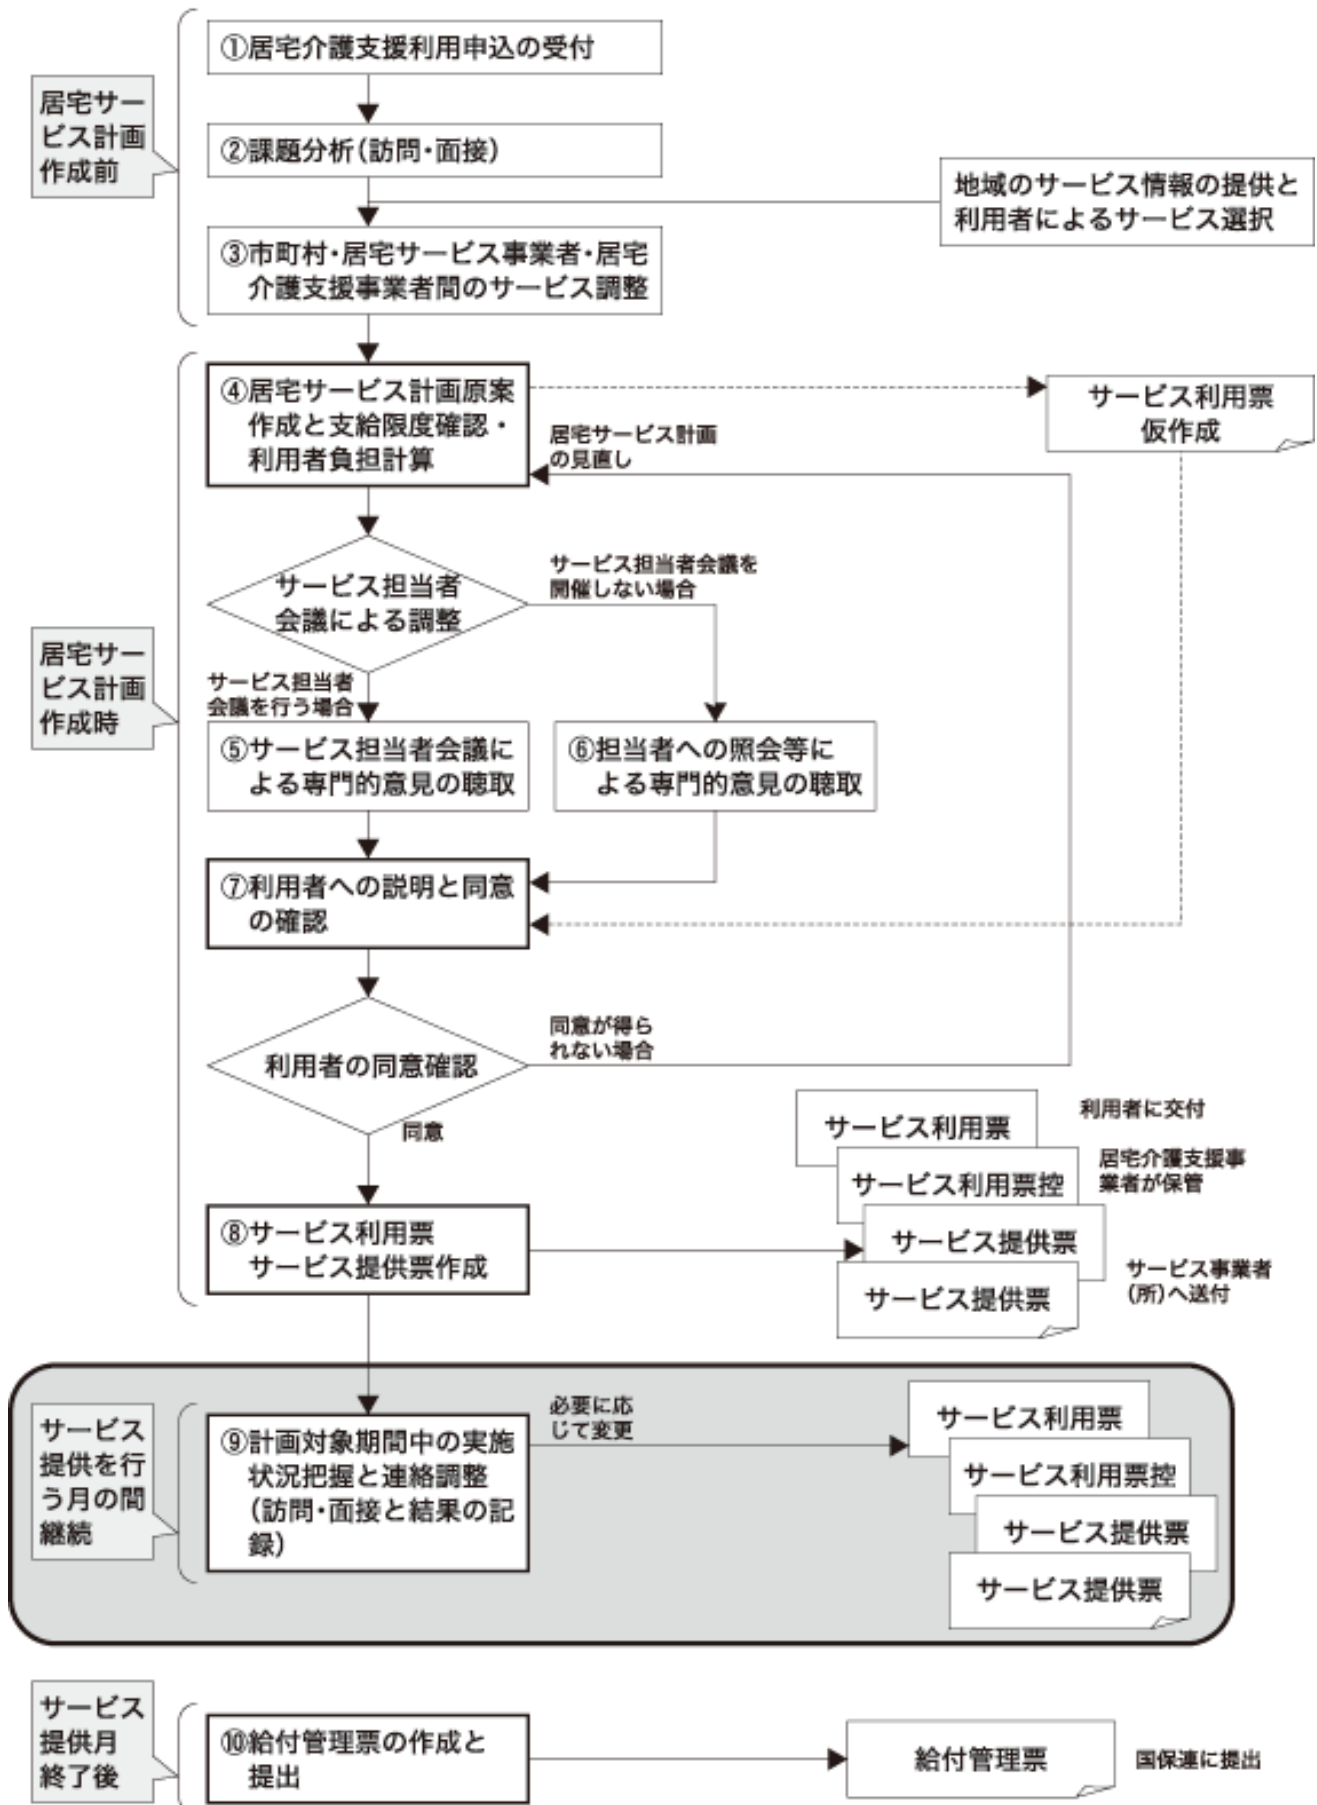 ①居宅介護支援利用申込の受付
居宅サー
ビス計画
作成前
②課題分析（訪問・面接）
地域のサービス情報の提供と
利用者によるサービス選択
③市町村・居宅サービス事業者・居宅
介護支援事業者間のサービス調整
④居宅サービス計画原案
作成と支給限度確認・
利用者負担計算
サービス利用票
仮作成
居宅サービス計画
の見直し
サービス担当者
会議による調整
サービス担当者会議を
開催しない場合
居宅サー
ビス計画
作成時
サービス担当者
会議を行う場合
⑤サービス担当者会議に
よる専門的意見の聴取
⑥担当者への照会等に
よる専門的意見の聴取
⑦利用者への説明と同意
の確認
利用者の同意確認
同意が得ら
れない場合
同意
サービス利用票
利用者に交付
サービス利用票控
居宅介護支援事
業者が保管
⑧サービス利用票
サービス提供票作成
サービス提供票
サービス提供票
サービス事業者
（所）へ送付
サービス
提供を行
う月の間
継続
⑨計画対象期間中の実施
状況把握と連絡調整
（訪問・面接と結果の記
録）
必要に応
じて変更
サービス利用票
サービス利用票控
サービス提供票
サービス提供票
サービス
提供月
終了後
⑩給付管理票の作成と
提出
給付管理票
国保連に提出